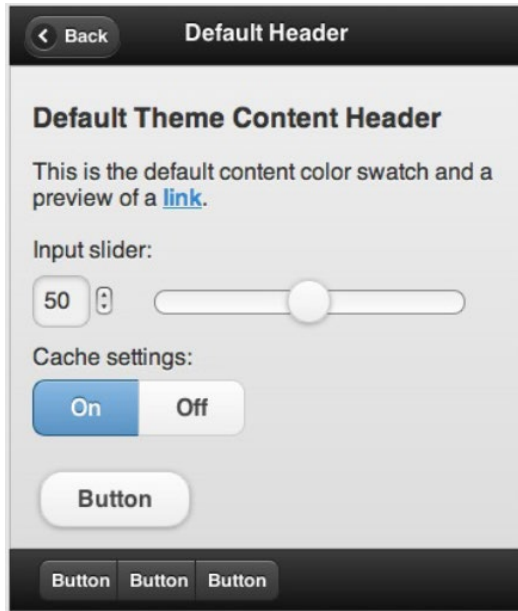 Back Default Header
Default Theme Content Header
This is the default content color swatch and a
preview of a link.
Input slider:
50
Cache settings:
On Off
Button
Button Button Button